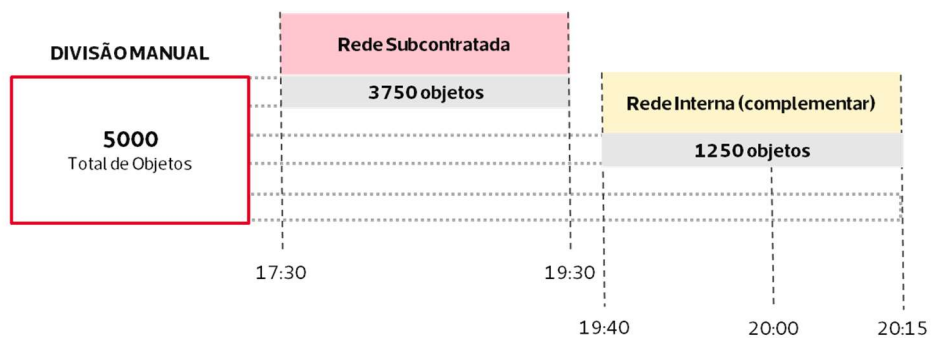 DIVISÃO MANUAL
5000
Total de Objetos
Rede Subcontratada
3750 objetos
Rede Interna (complementar)
1250 objetos
17:30
19:30
19:40
20:00
20:15